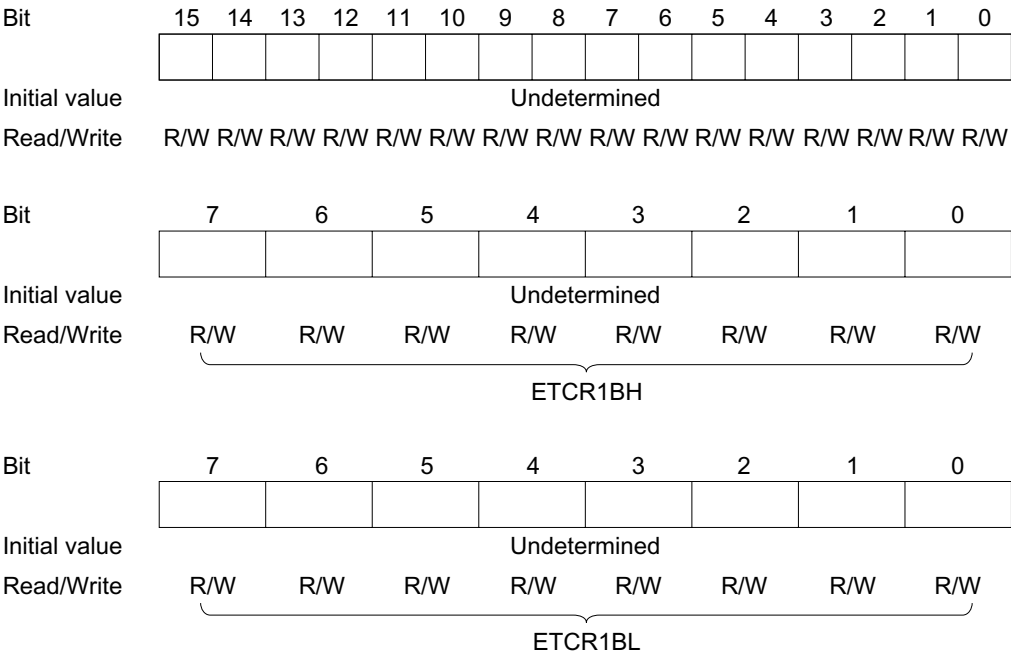 Bit 15 14 13 12 11 10 9 8 7 6 5 4 3 2 1 0
Initial value Undetermined
Read/Write R/W R/W R/W R/W R/W R/W R/W R/W R/W R/W R/W R/W R/W R/W R/W R/W
Bit 7 6 5 4 3 2 1 0
Initial value Undetermined
Read/Write R/W R/W R/W R/W R/W R/W R/W R/W
ETCR1BH
Bit 7 6 5 4 3 2 1 0
Initial value Undetermined
Read/Write R/W R/W R/W R/W R/W R/W R/W R/W
ETCR1BL